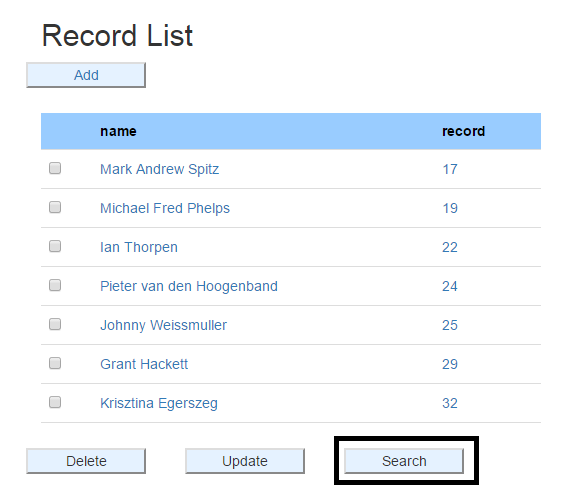 Record List
Add
name record
Mark Andrew Spitz 17
Michael Fred Phelps 19
Ian Thorpen 22
Pieter van den Hoogenband 24
Johnny Weissmuller 25
Grant Hackett 29
Krisztina Egerszeg 32
Delete Update Search